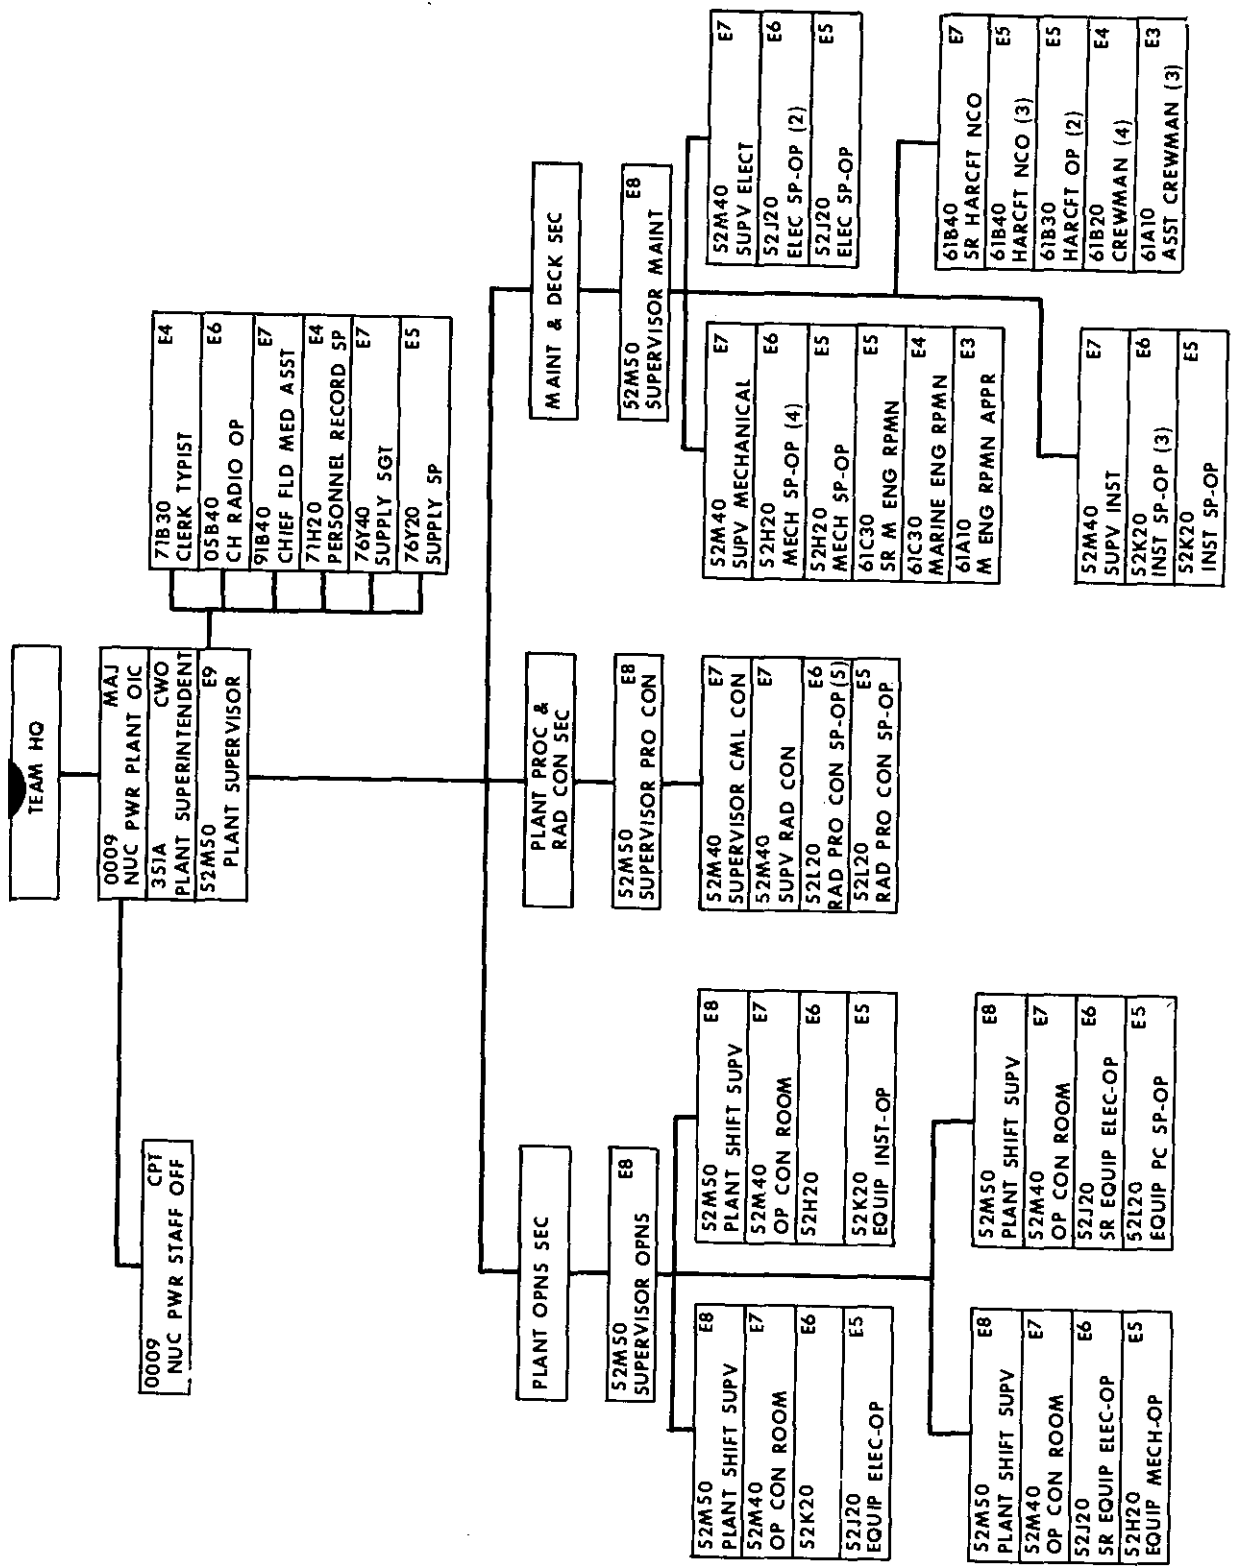 TEAM HQ
0009 MAJ
NUC PWR PLANT OIC
351A CWO
PLANT SUPERINTENDENT
52M50 E9
PLANT SUPERVISOR
0009 CPT
NUC PWR STAFF OFF
71B30 E4
CLERK TYPIST
05B40 E6
CH RADIO OP
91B40 E7
CHIEF FLD MED ASST
71H20 E4
PERSONNEL RECORD SP
76Y40 E7
SUPPLY SGT
76Y20 E5
SUPPLY SP
PLANT OPNS SEC
52M50 E8
SUPERVISOR OPNS
52M50 E8
PLANT SHIFT SUPV
52M40 E7
OP CON ROOM
52K20 E6
52J20 E5
EQUIP ELEC-OP
52M50 E8
PLANT SHIFT SUPV
52M40 E7
OP CON ROOM
52H20 E6
52K20 E5
EQUIP INST-OP
52M50 E8
PLANT SHIFT SUPV
52M40 E7
OP CON ROOM
52J20 E6
SR EQUIP ELEC-OP
52H20 E5
EQUIP MECH-OP
52M50 E8
PLANT SHIFT SUPV
52M40 E7
OP CON ROOM
52J20 E6
SR EQUIP ELEC-OP
52L20 E5
EQUIP PC SP-OP
PLANT PROC &
RAD CON SEC
52M50 E8
SUPERVISOR PRO CON
52M40 E7
SUPERVISOR CML CON
52M40 E7
SUPV RAD CON
52L20 E6
RAD PRO CON SP-OP(5)
52L20 E5
RAD PRO CON SP-OP
MAINT & DECK SEC
52M50 E8
SUPERVISOR MAINT
52M40 E7
SUPV MECHANICAL
52H20 E6
MECH SP-OP (4)
52H20 E5
MECH SP-OP
61C30 E5
SR M ENG RPMN
61C30 E4
MARINE ENG RPMN
61A10 E3
M ENG RPMN APPR
52M40 E7
SUPV ELECT
52J20 E6
ELEC SP-OP (2)
52J20 E5
ELEC SP-OP
52M40 E7
SUPV INST
52K20 E6
INST SP-OP (3)
52K20 E5
INST SP-OP
61B40 E7
SR HARCFT NCO
61B40 E5
HARCFT NCO (3)
61B30 E5
HARCFT OP (2)
61B20 E4
CREWMAN (4)
61A10 E3
ASST CREWMAN (3)